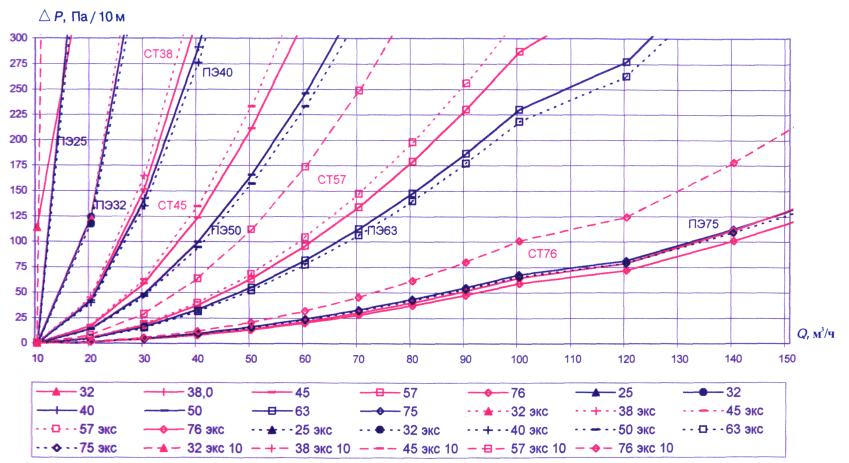 △ P, Па / 10 м
300
275
250
225
200
175
150
125
100
75
50
25
0
СТ38
ПЭ40
ПЭ25
СТ57
ПЭ32
СТ45
ПЭ50
ПЭ63
ПЭ75
СТ76
10 20 30 40 50 60 70 80 90 100 110 120 130 140 150
Q, м³/ч
32 38,0 45 57 76 25 32
40 50 63 75 32 экс 38 экс 45 экс
57 экс 76 экс 25 экс 32 экс 40 экс 50 экс 63 экс
75 экс 32 экс 10 38 экс 10 45 экс 10 57 экс 10 76 экс 10